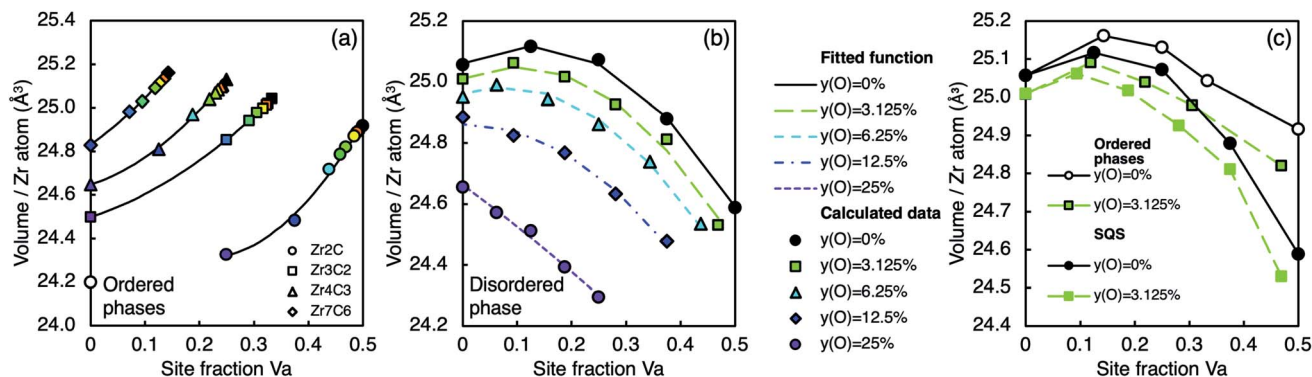 25.4
25.2
25.0
24.8
24.6
24.4
24.2
24.0
Volume / Zr atom (Å³)
(a)
Ordered
phases
Zr2C
Zr3C2
Zr4C3
Zr7C6
0 0.1 0.2 0.3 0.4 0.5
Site fraction Va
25.2
25.0
24.8
24.6
24.4
24.2
Volume / Zr atom (Å³)
(b)
Disordered
phase
0 0.1 0.2 0.3 0.4 0.5
Site fraction Va
Fitted function
y(O)=0%
y(O)=3.125%
y(O)=6.25%
y(O)=12.5%
y(O)=25%
Calculated data
y(O)=0%
y(O)=3.125%
y(O)=6.25%
y(O)=12.5%
y(O)=25%
25.2
25.1
25.0
24.9
24.8
24.7
24.6
24.5
24.4
Volume / Zr atom (Å³)
(c)
Ordered
phases
y(O)=0%
y(O)=3.125%
SQS
y(O)=0%
y(O)=3.125%
0 0.1 0.2 0.3 0.4 0.5
Site fraction Va